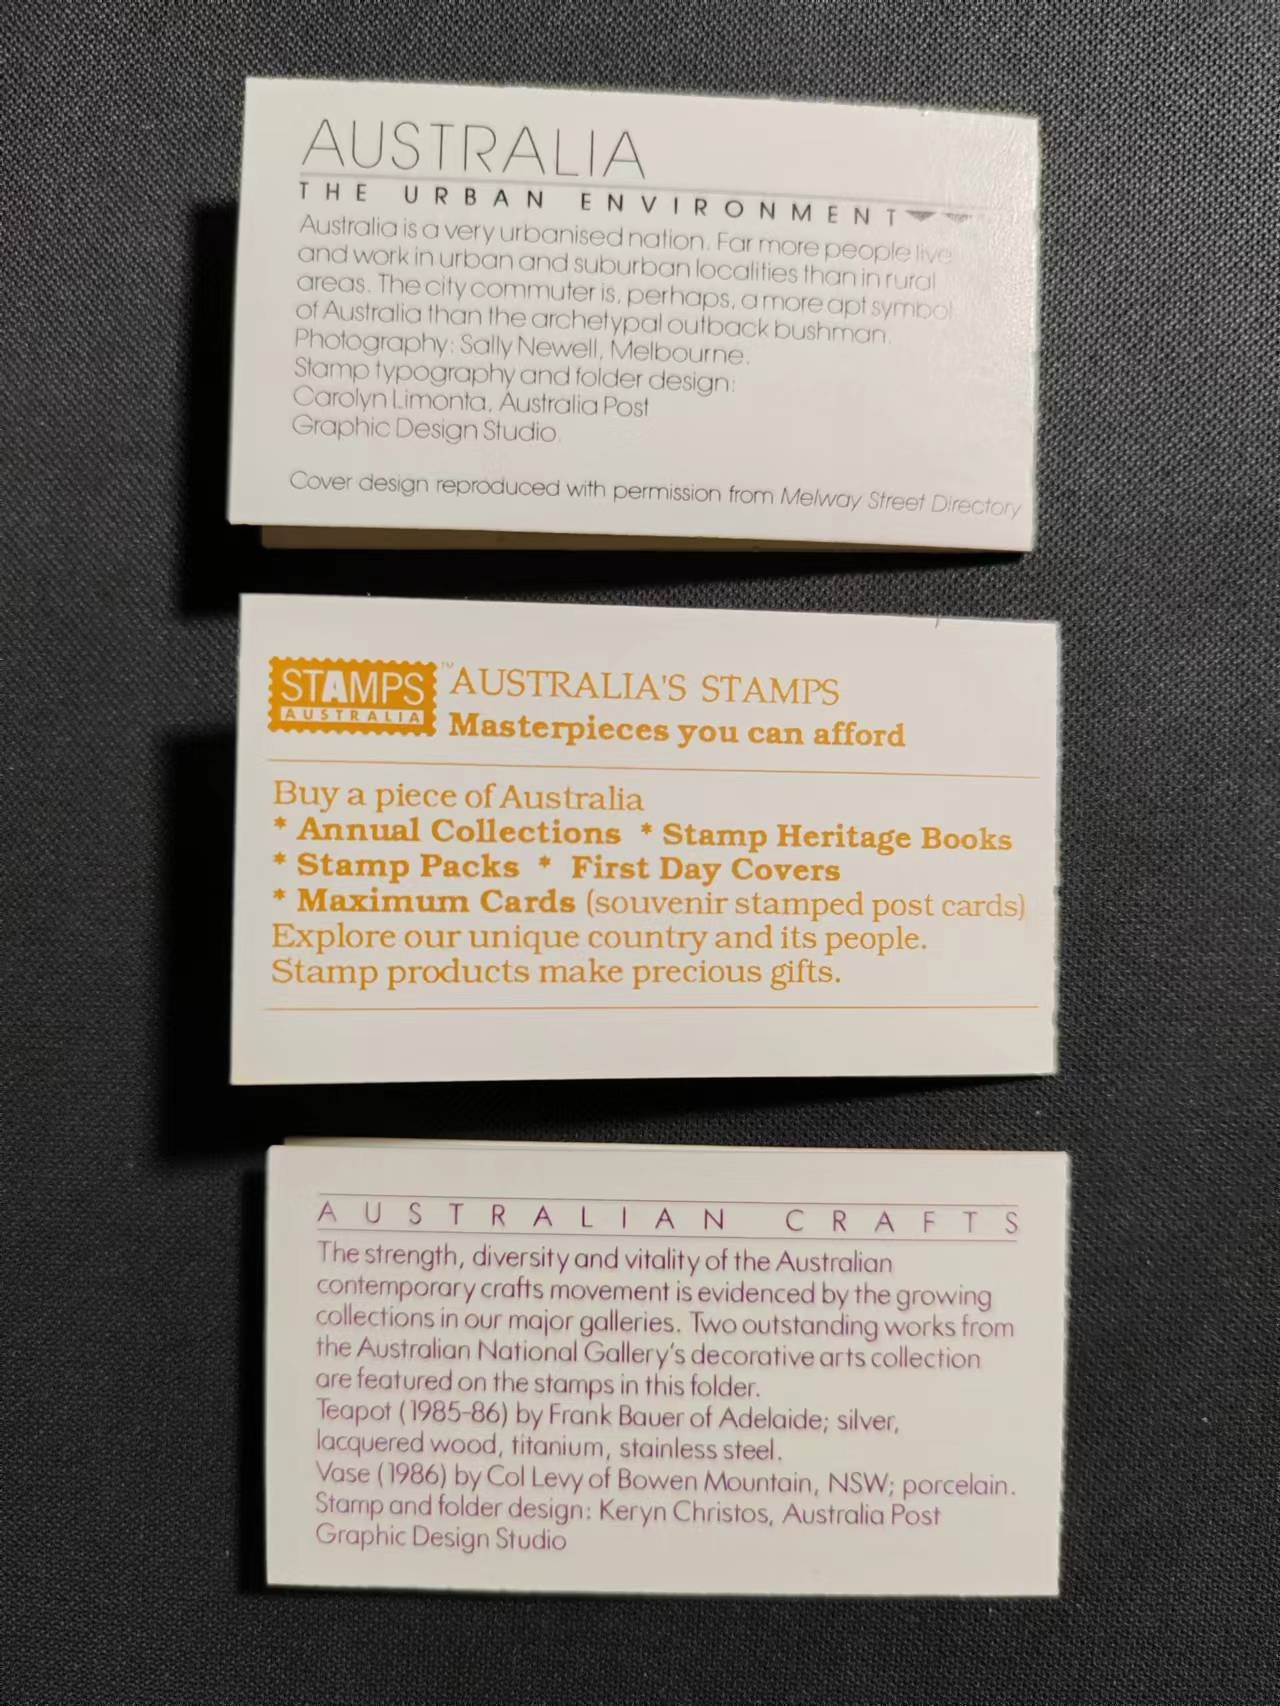 AUSTRALIA
THE URBAN ENVIRONMENT
Australia is a very urbanised nation. Far more people live
and work in urban and suburban localities than in rural
areas. The city commuter is, perhaps, a more apt symbol
of Australia than the archetypal outback bushman.
Photography: Sally Newell, Melbourne.
Stamp typography and folder design:
Carolyn Limonta, Australia Post
Graphic Design Studio.
Cover design reproduced with permission from Melway Street Directory
STAMPS
AUSTRALIA
™
AUSTRALIA'S STAMPS
Masterpieces you can afford
Buy a piece of Australia
* Annual Collections * Stamp Heritage Books
* Stamp Packs * First Day Covers
* Maximum Cards (souvenir stamped post cards)
Explore our unique country and its people.
Stamp products make precious gifts.
AUSTRALIAN CRAFTS
The strength, diversity and vitality of the Australian
contemporary crafts movement is evidenced by the growing
collections in our major galleries. Two outstanding works from
the Australian National Gallery's decorative arts collection
are featured on the stamps in this folder.
Teapot (1985-86) by Frank Bauer of Adelaide; silver,
lacquered wood, titanium, stainless steel.
Vase (1986) by Col Levy of Bowen Mountain, NSW; porcelain.
Stamp and folder design: Keryn Christos, Australia Post
Graphic Design Studio